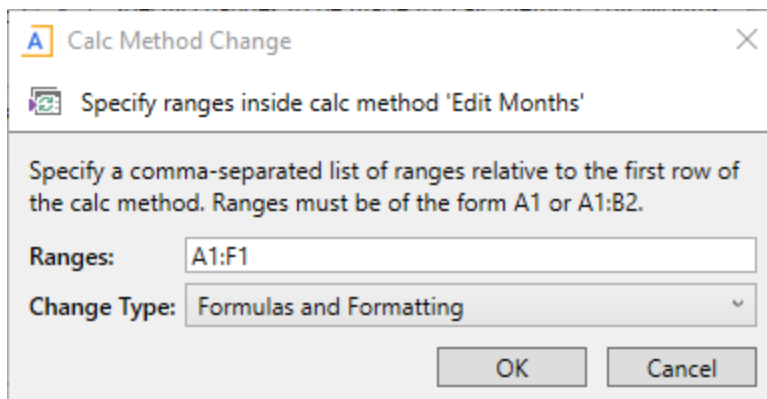 A Calc Method Change
Specify ranges inside calc method 'Edit Months'
Specify a comma-separated list of ranges relative to the first row of
the calc method. Ranges must be of the form A1 or A1:B2.
Ranges: A1:F1
Change Type: Formulas and Formatting
OK Cancel